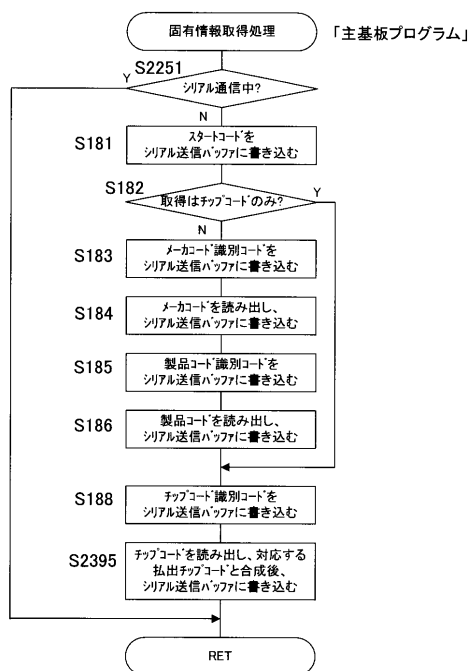 固有情報取得処理
「主基板プログラム」
S2251
Y
シリアル通信中?
N
S181
スタートコードを
シリアル送信バッファに書き込む
S182
取得はチップコードのみ?
Y
N
S183
メーカコード識別コードを
シリアル送信バッファに書き込む
S184
メーカコードを読み出し、
シリアル送信バッファに書き込む
S185
製品コード識別コードを
シリアル送信バッファに書き込む
S186
製品コードを読み出し、
シリアル送信バッファに書き込む
S188
チップコード識別コードを
シリアル送信バッファに書き込む
S2395
チップコードを読み出し、対応する
払出チップコードと合成後、
シリアル送信バッファに書き込む
RET